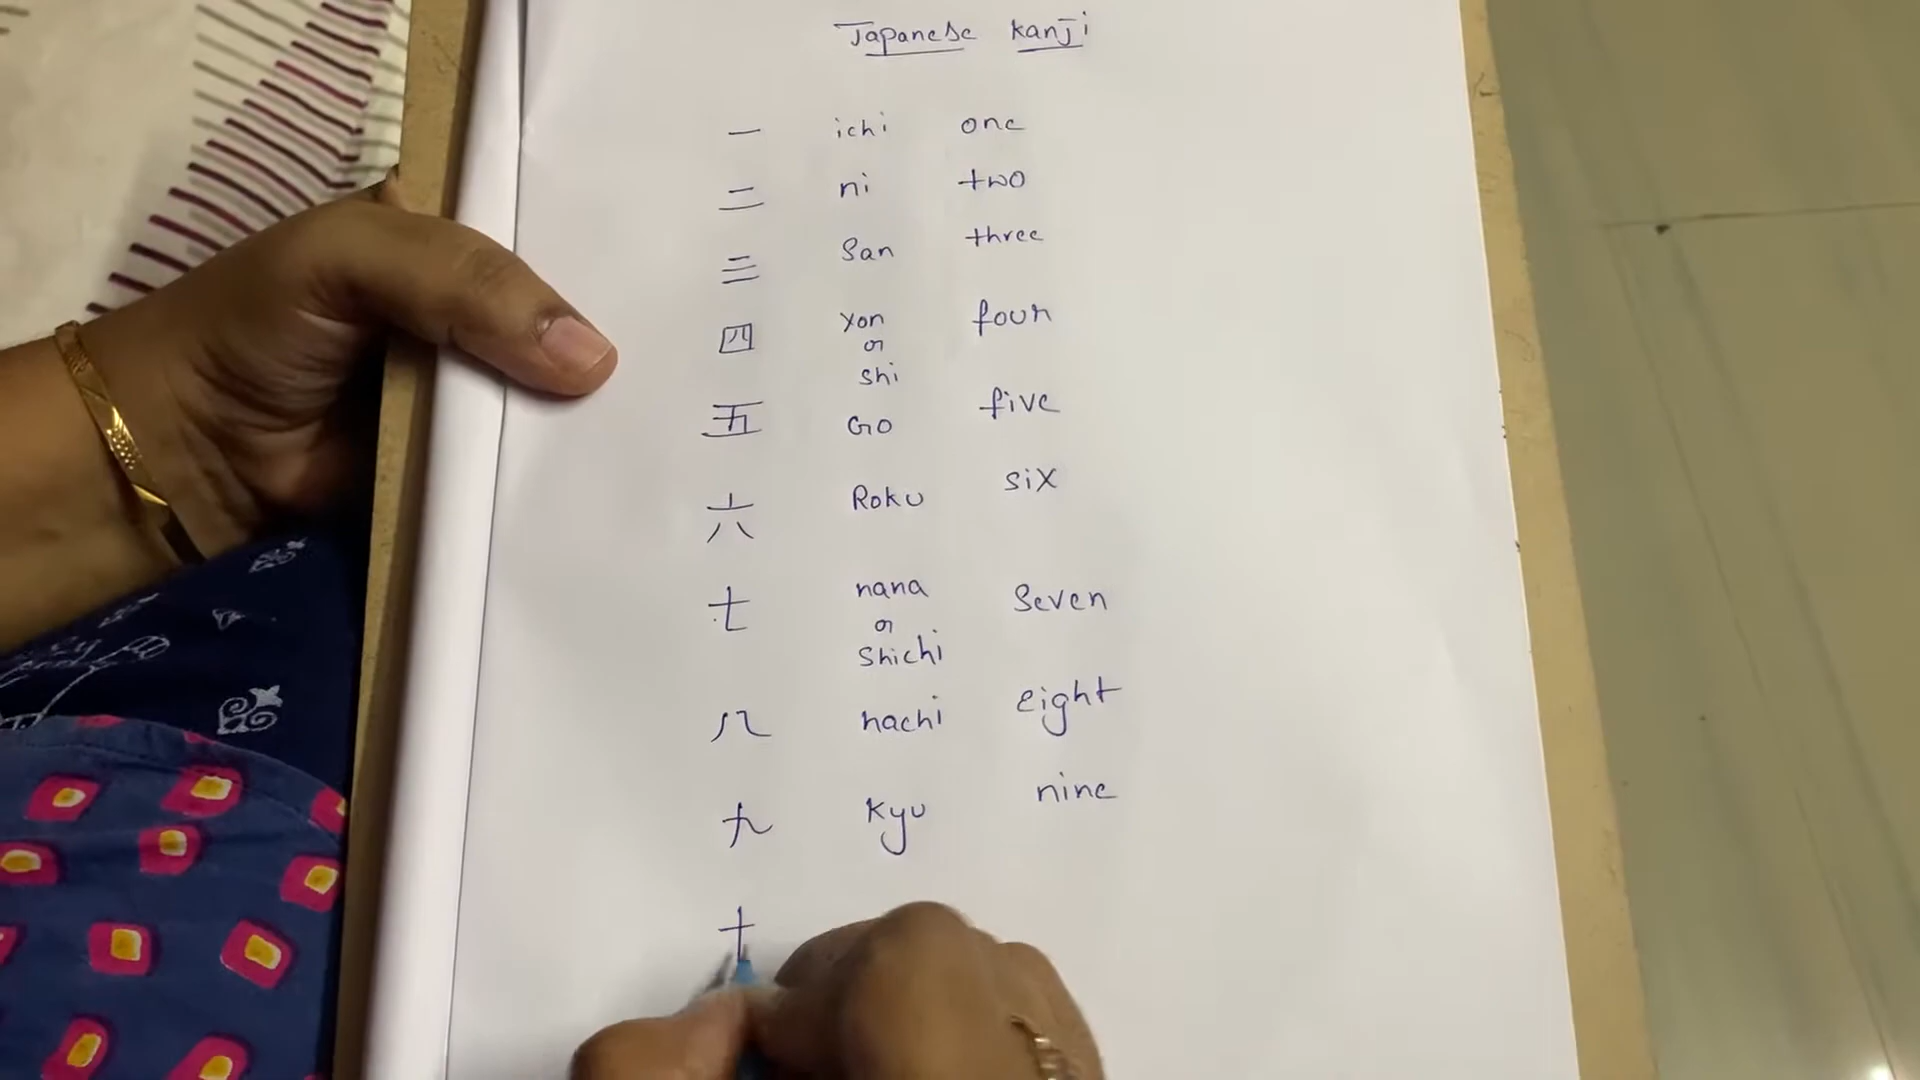 Japanese Kanji
一 ichi one
二 ni two
三 San three
四 Yon or shi four
五 Go five
六 Roku six
七 nana or Shichi Seven
八 hachi eight
九 Kyu nine
十